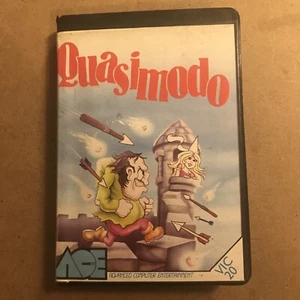 Quasimodo
ACE
ADVANCED COMPUTER ENTERTAINMENT
VIC
20